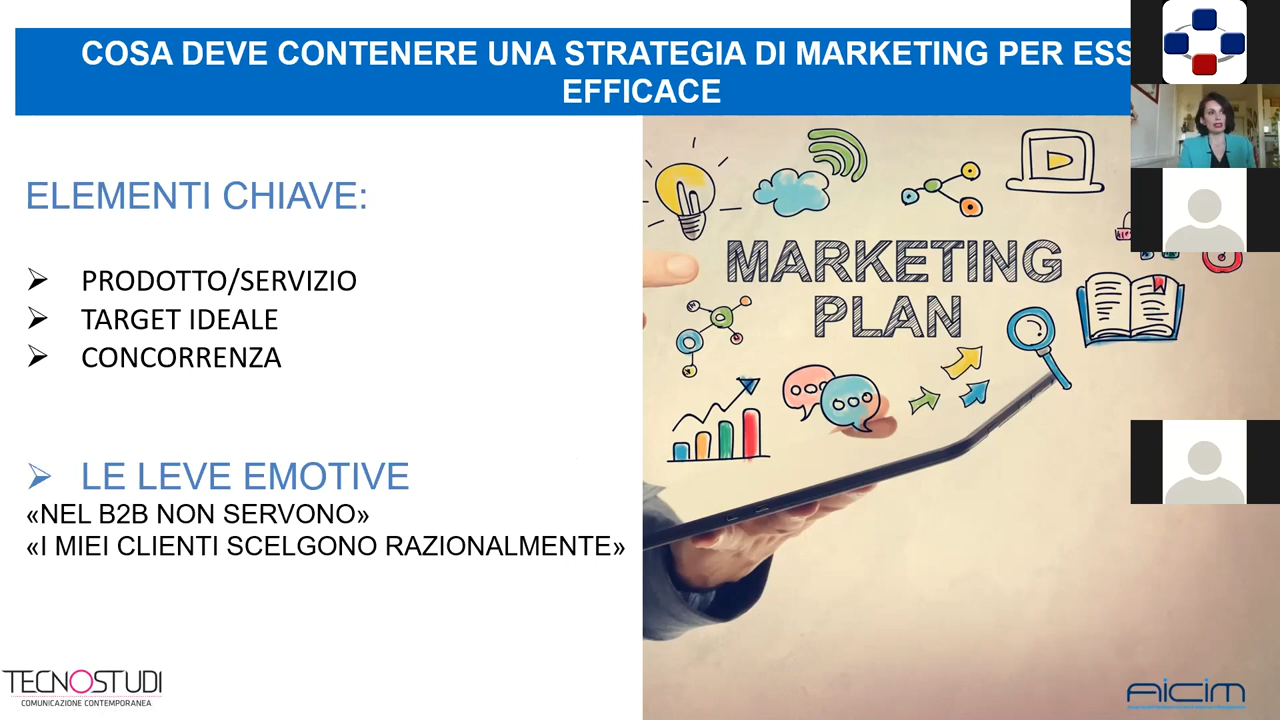 COSA DEVE CONTENERE UNA STRATEGIA DI MARKETING PER ESS
EFFICACE
ELEMENTI CHIAVE:
PRODOTTO/SERVIZIO
TARGET IDEALE
CONCORRENZA
LE LEVE EMOTIVE
«NEL B2B NON SERVONO»
«I MIEI CLIENTI SCELGONO RAZIONALMENTE»
MARKETING
PLAN
TECNOSTUDI
COMUNICAZIONE CONTEMPORANEA
AICIM